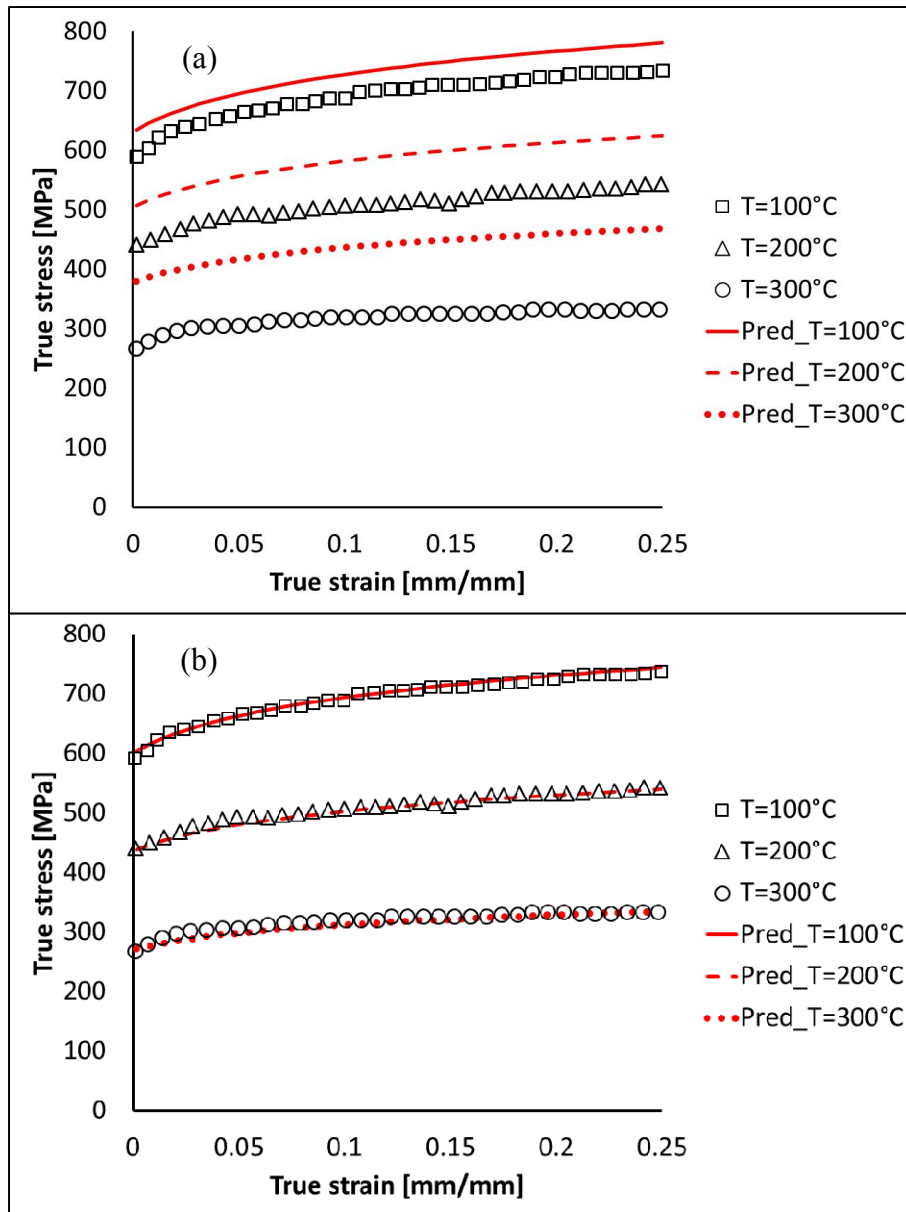 (a)
True stress [MPa]
800
700
600
500
400
300
200
100
0
0 0.05 0.1 0.15 0.2 0.25
True strain [mm/mm]
T=100°C
T=200°C
T=300°C
Pred_T=100°C
Pred_T=200°C
Pred_T=300°C
(b)
True stress [MPa]
800
700
600
500
400
300
200
100
0
0 0.05 0.1 0.15 0.2 0.25
True strain [mm/mm]
T=100°C
T=200°C
T=300°C
Pred_T=100°C
Pred_T=200°C
Pred_T=300°C